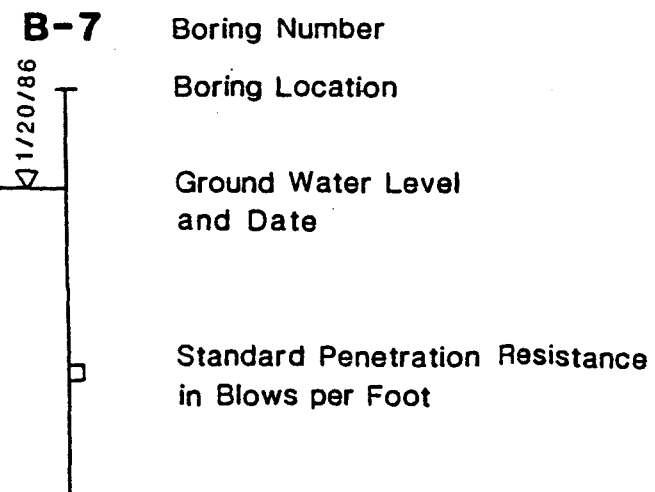 B-7 Boring Number
1/20/86
Boring Location
Ground Water Level
and Date
Standard Penetration Resistance
in Blows per Foot